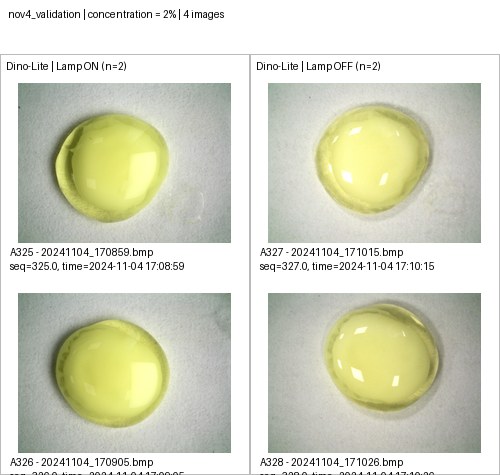 nov4_validation | concentration = 2% | 4 images
Dino-Lite | Lamp ON (n=2)
Dino-Lite | Lamp OFF (n=2)
A325 - 20241104_170859.bmp
seq=325.0, time=2024-11-04 17:08:59
A327 - 20241104_171015.bmp
seq=327.0, time=2024-11-04 17:10:15
A326 - 20241104_170905.bmp
A328 - 20241104_171026.bmp